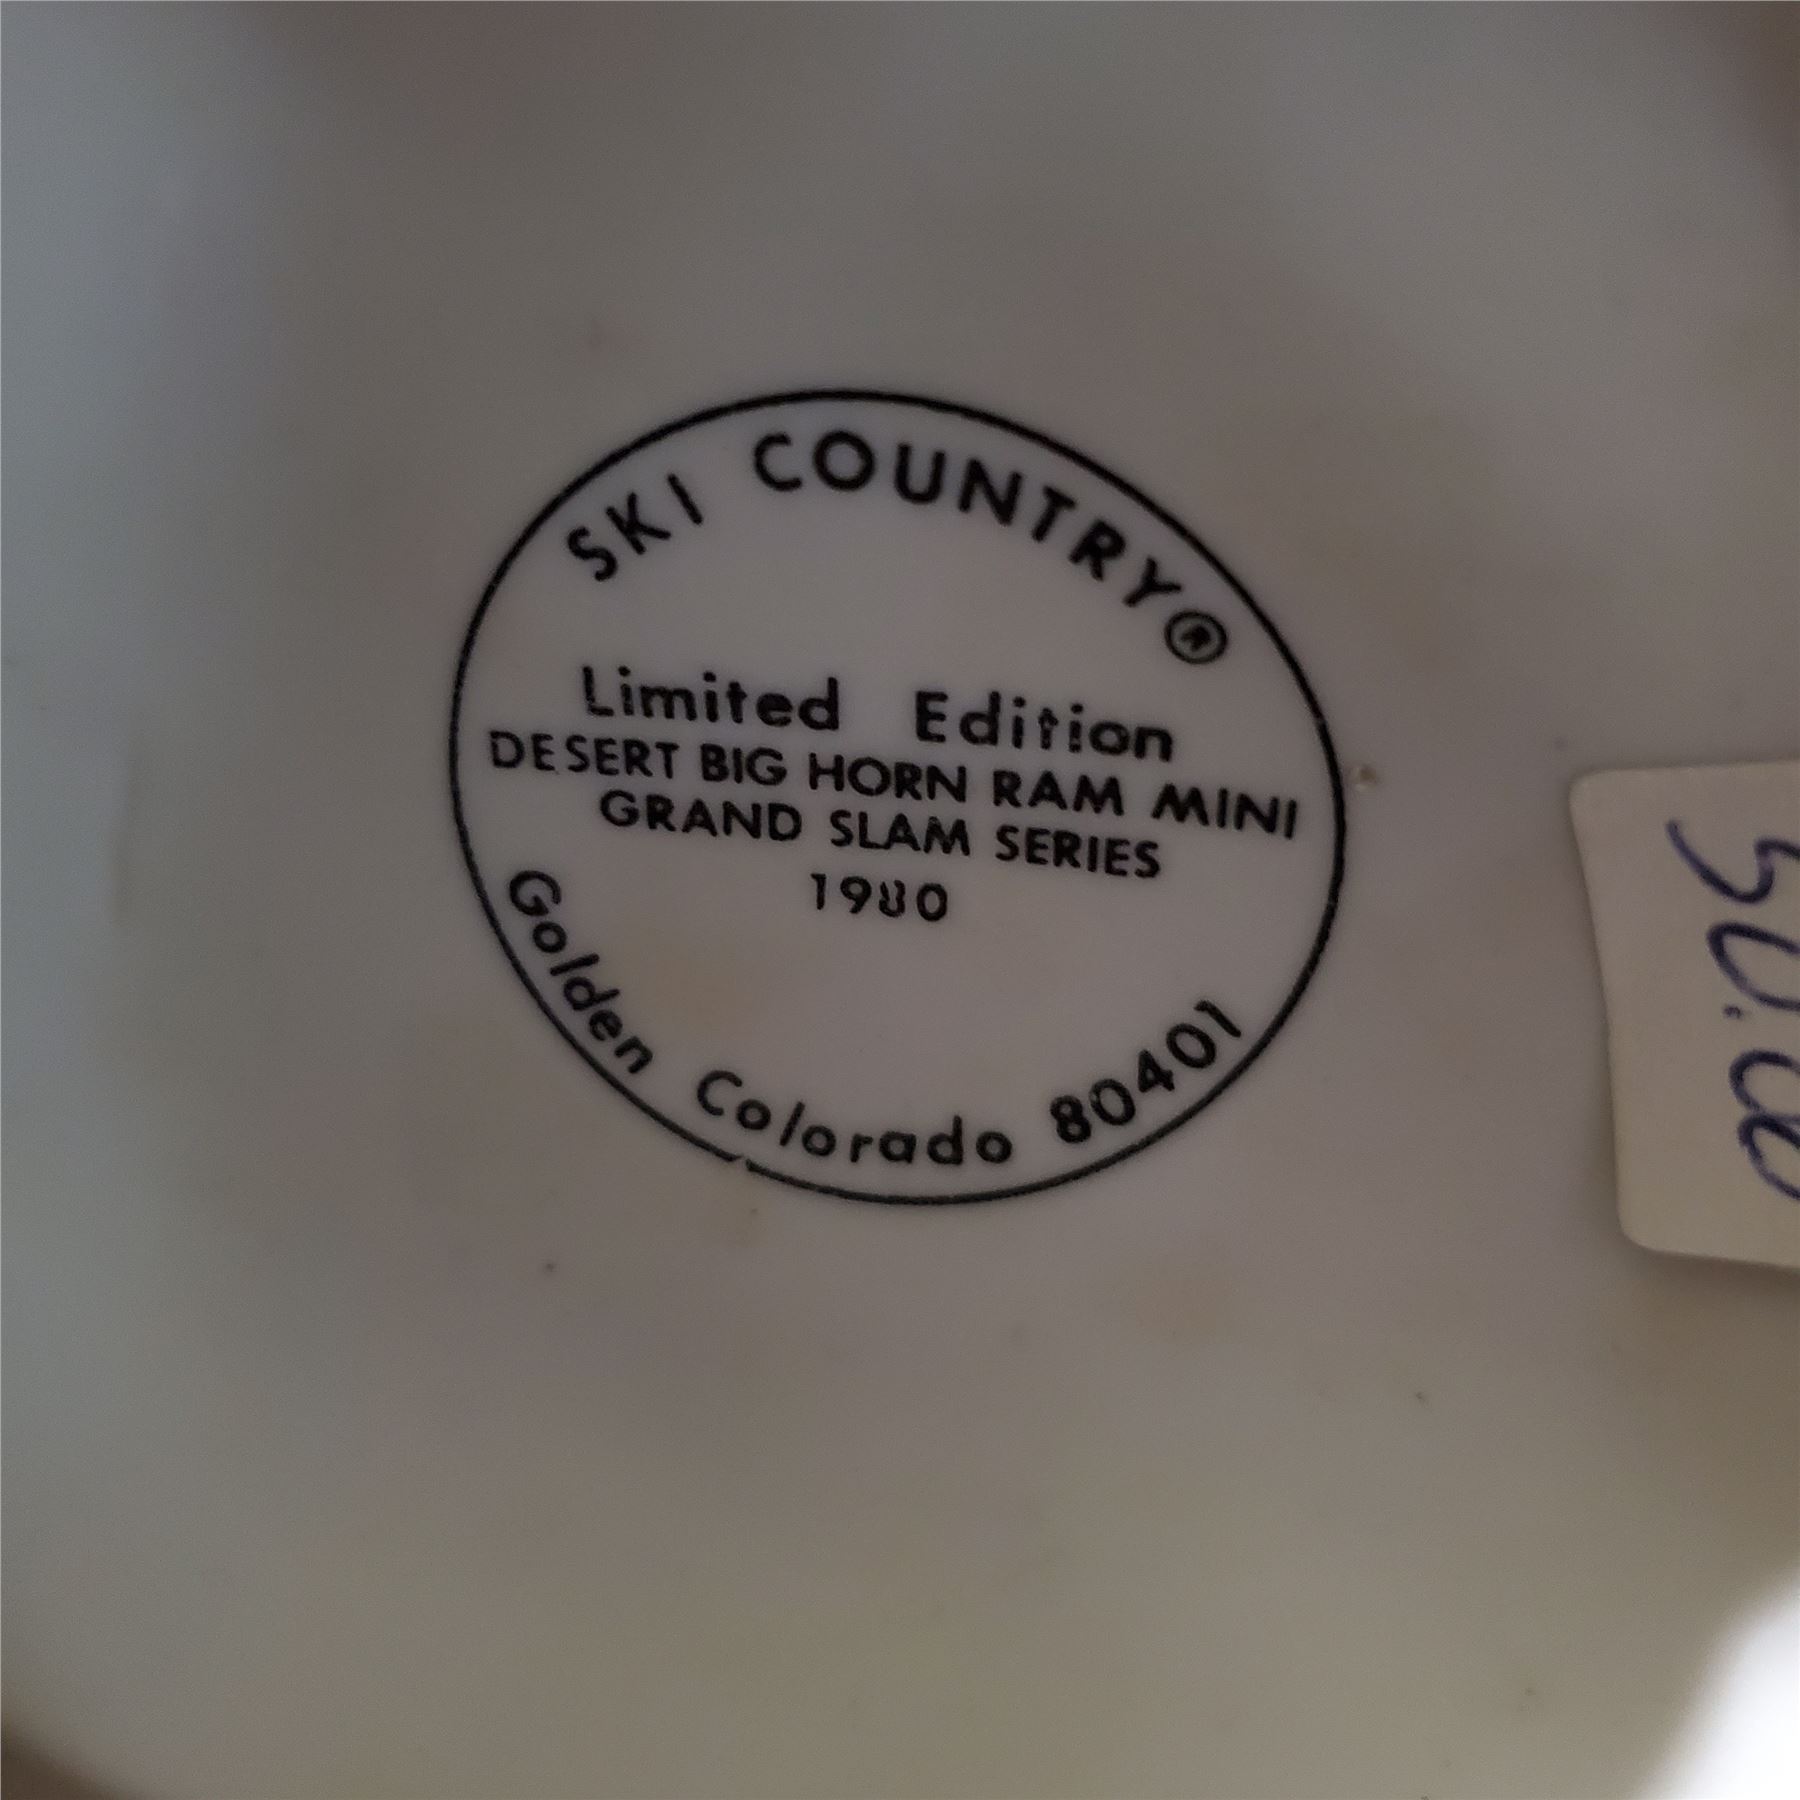 SKI COUNTRY®
Limited Edition
DESERT BIG HORN RAM MINI
GRAND SLAM SERIES
1980
Golden Colorado 80401